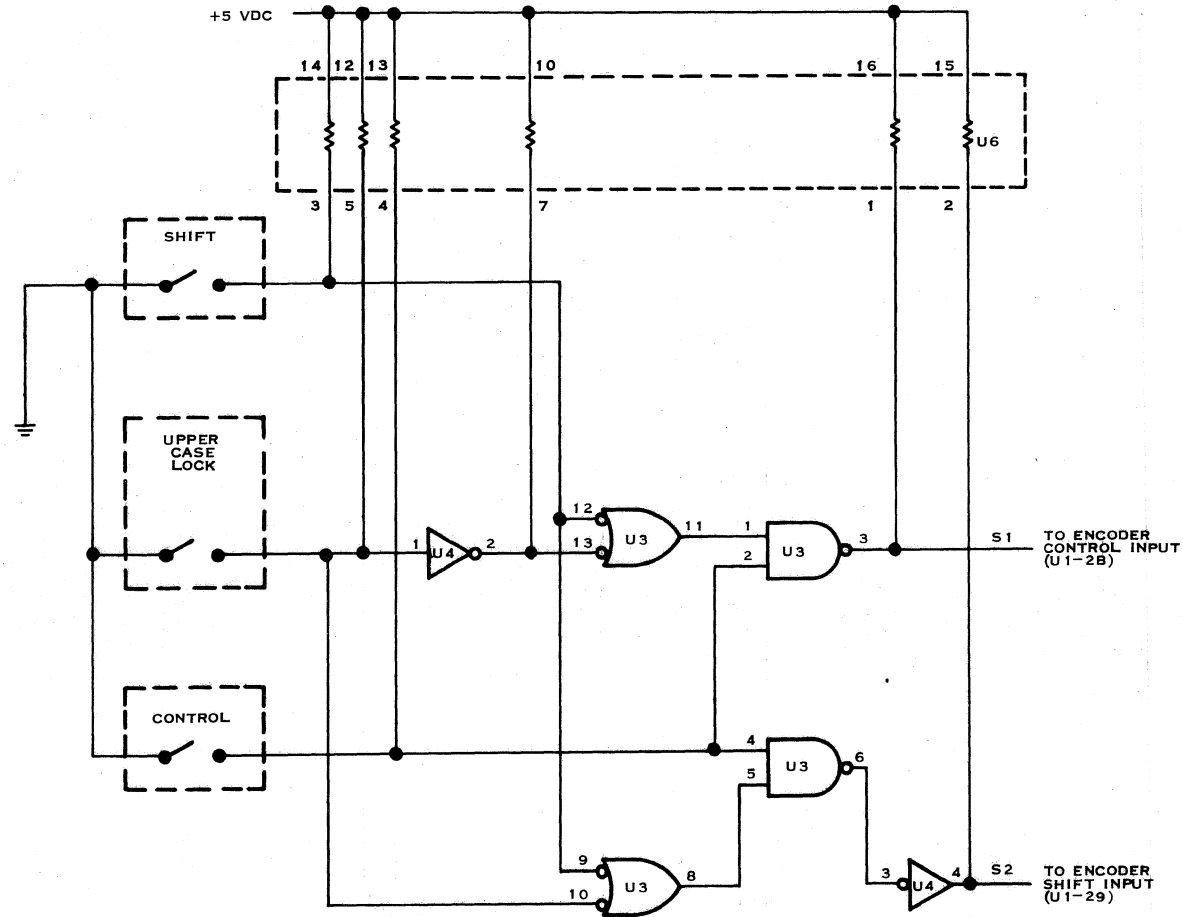 +5 VDC
14 12 13 10 16 15
U6
3 5 4 7 1 2
SHIFT
UPPER
CASE
LOCK
1 U4 2
12
13
U3
11
1
2
U3
3
S1
TO ENCODER
CONTROL INPUT
(U1-28)
CONTROL
4
5
U3
6
9
10
U3
8
3 U4 4
S2
TO ENCODER
SHIFT INPUT
(U1-29)